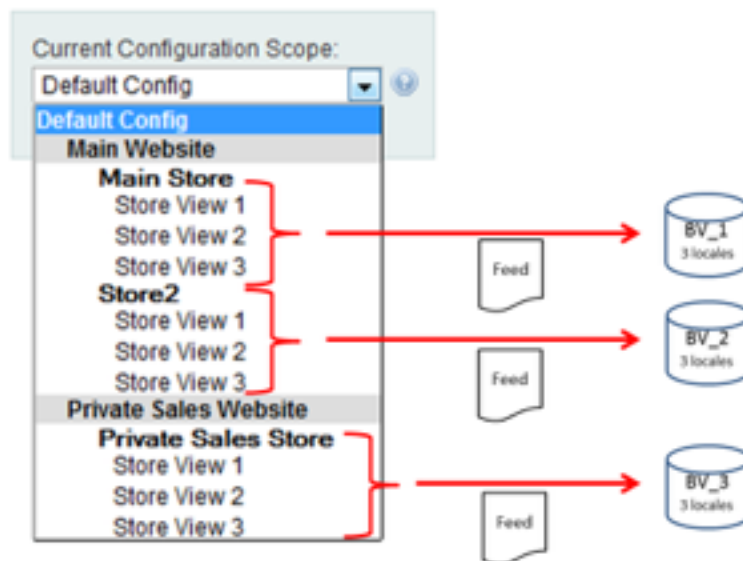 Current Configuration Scope:
Default Config
Default Config
Main Website
Main Store
Store View 1
Store View 2
Store View 3
Store2
Store View 1
Store View 2
Store View 3
Private Sales Website
Private Sales Store
Store View 1
Store View 2
Store View 3
Feed
BV_1
3 locales
Feed
BV_2
3 locales
Feed
BV_3
3 locales